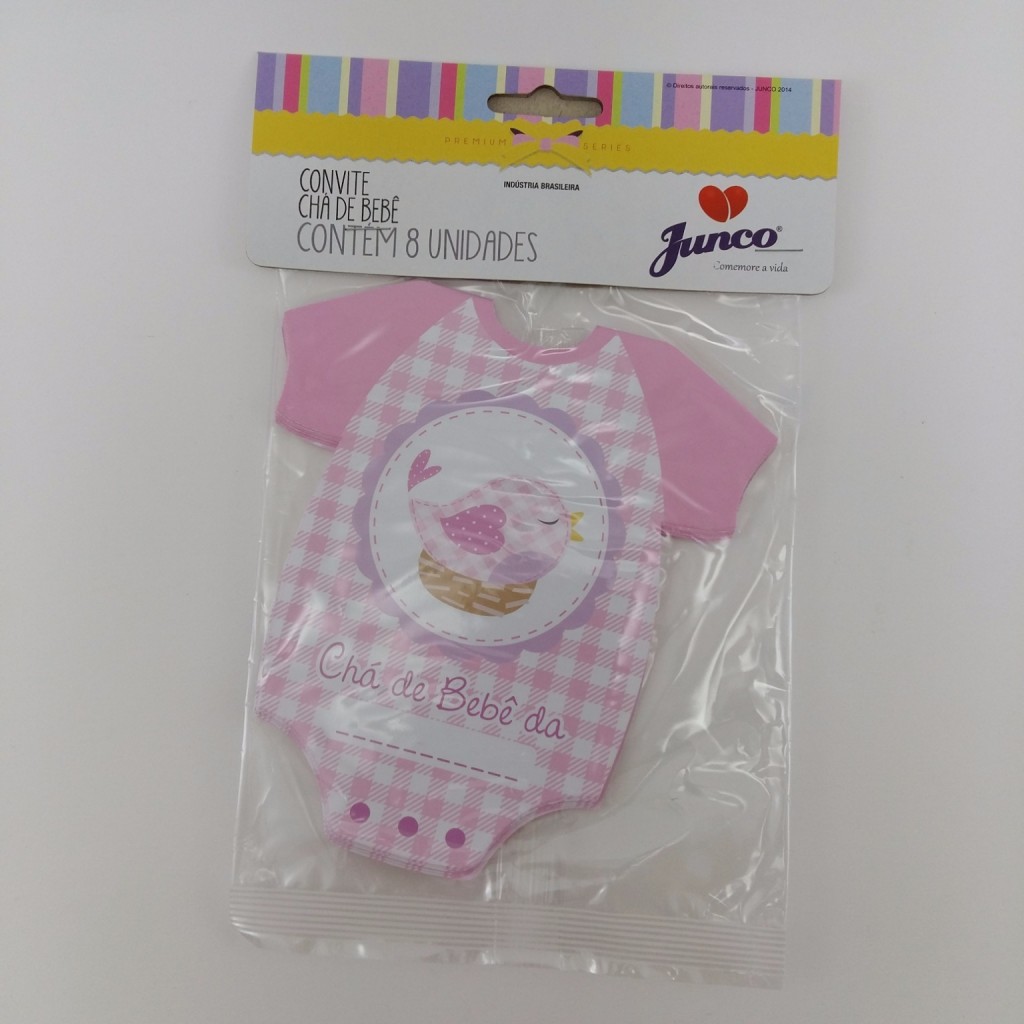 © Direitos autorais reservados - JUNCO 2014
PREMIUM SERIES
INDÚSTRIA BRASILEIRA
CONVITE
CHÁ DE BEBÊ
CONTÉM 8 UNIDADES
Junco®
Comemore a vida
Chá de Bebê da